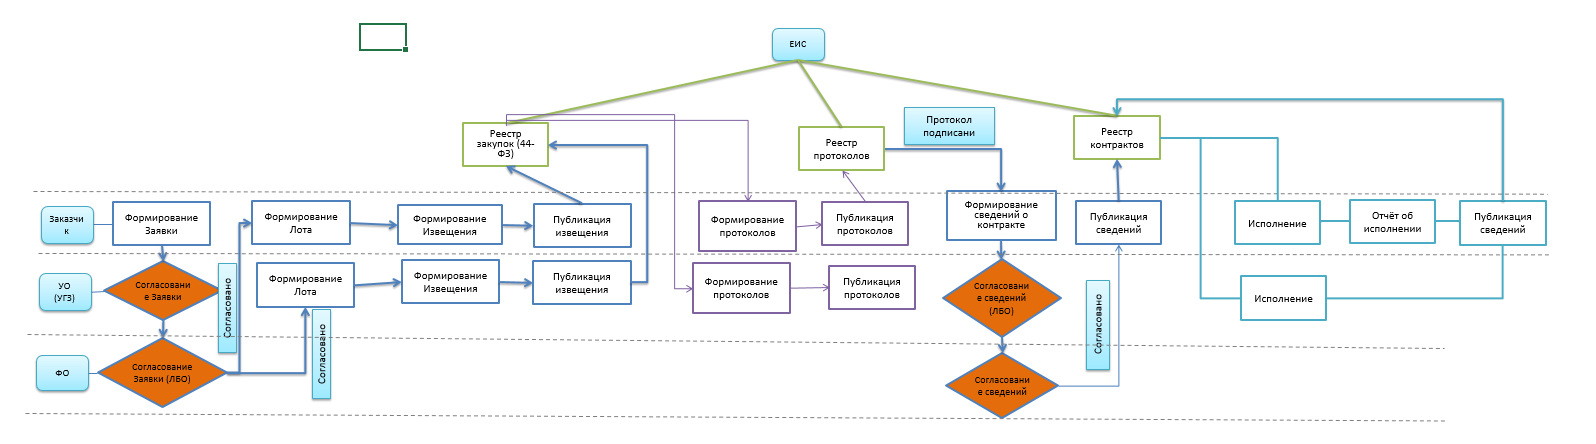 ЕИС
Реестр
закупок (44-
ФЗ)
Реестр
протоколов
Протокол
подписани
Реестр
контрактов
Заказчи
к
Формирование
Заявки
Формирование
Лота
Формирование
Извещения
Публикация
извещения
Формирование
протоколов
Публикация
протоколов
Формирование
сведений о
контракте
Публикация
сведений
Исполнение
Отчёт об
исполнении
Публикация
сведений
УО
(УГЗ)
Согласовани
е Заявки
Согласовано
Формирование
Лота
Формирование
Извещения
Публикация
извещения
Формирование
протоколов
Публикация
протоколов
Согласовани
е сведений
(ЛБО)
Согласовано
Исполнение
ФО
Согласование
Заявки (ЛБО)
Согласовано
Согласовани
е сведений